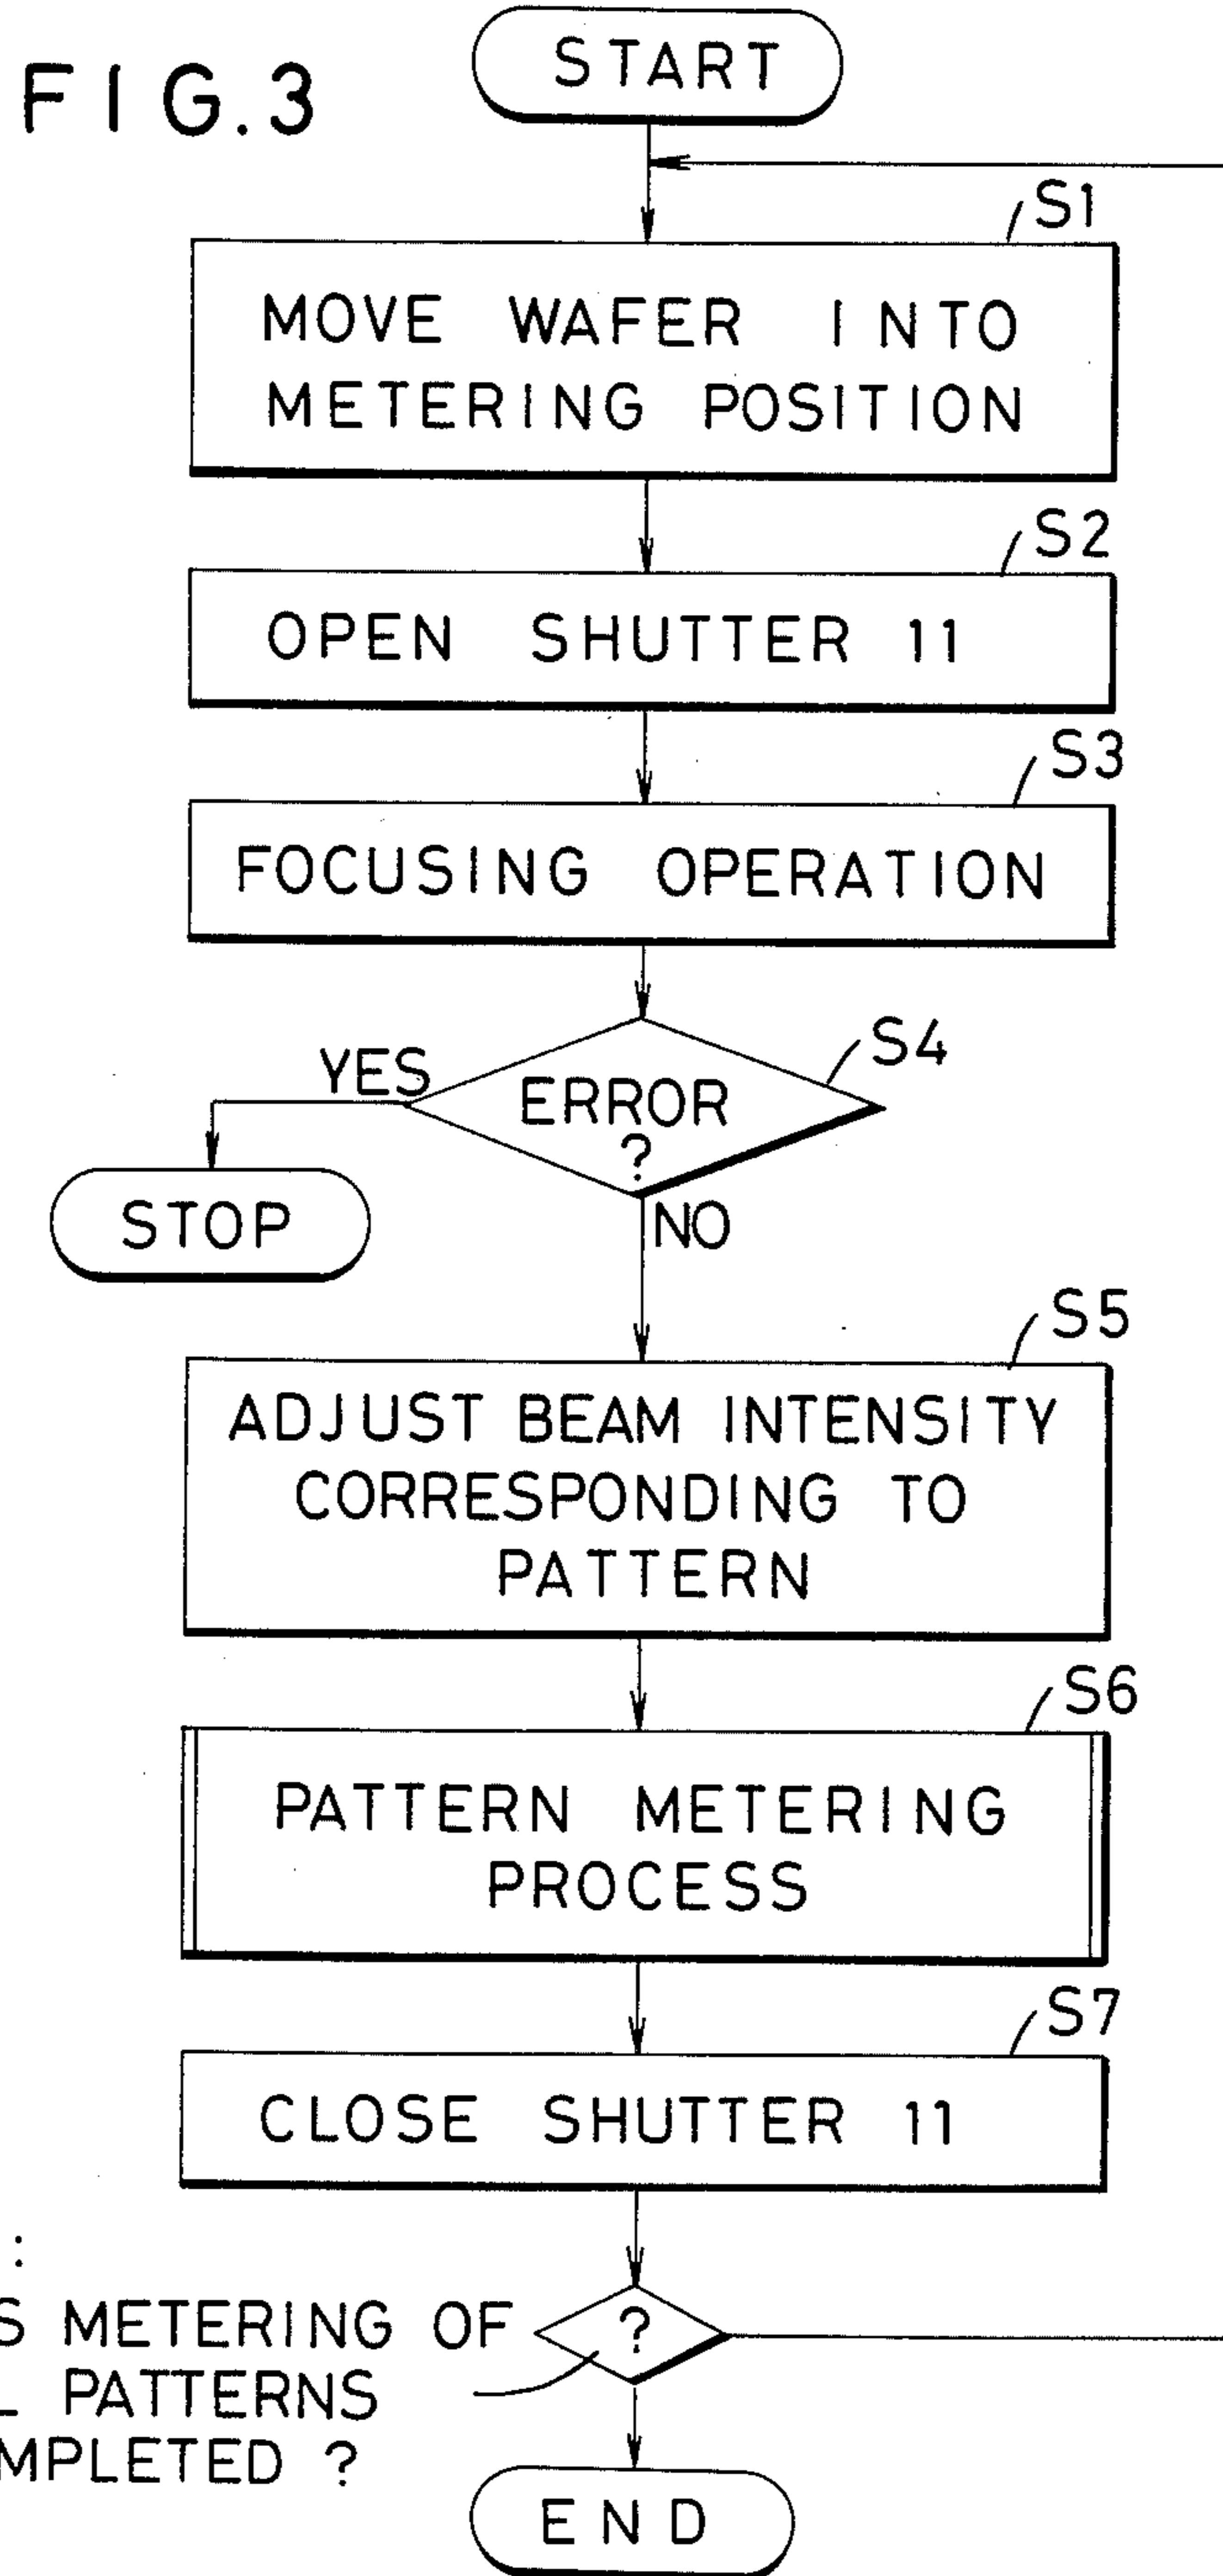 FIG.3
START
S1
MOVE WAFER INTO
METERING POSITION
S2
OPEN SHUTTER 11
S3
FOCUSING OPERATION
S4
YES
ERROR
?
STOP
NO
S5
ADJUST BEAM INTENSITY
CORRESPONDING TO
PATTERN
S6
PATTERN METERING
PROCESS
S7
CLOSE SHUTTER 11
:
METERING OF
?
PATTERNS
?
END